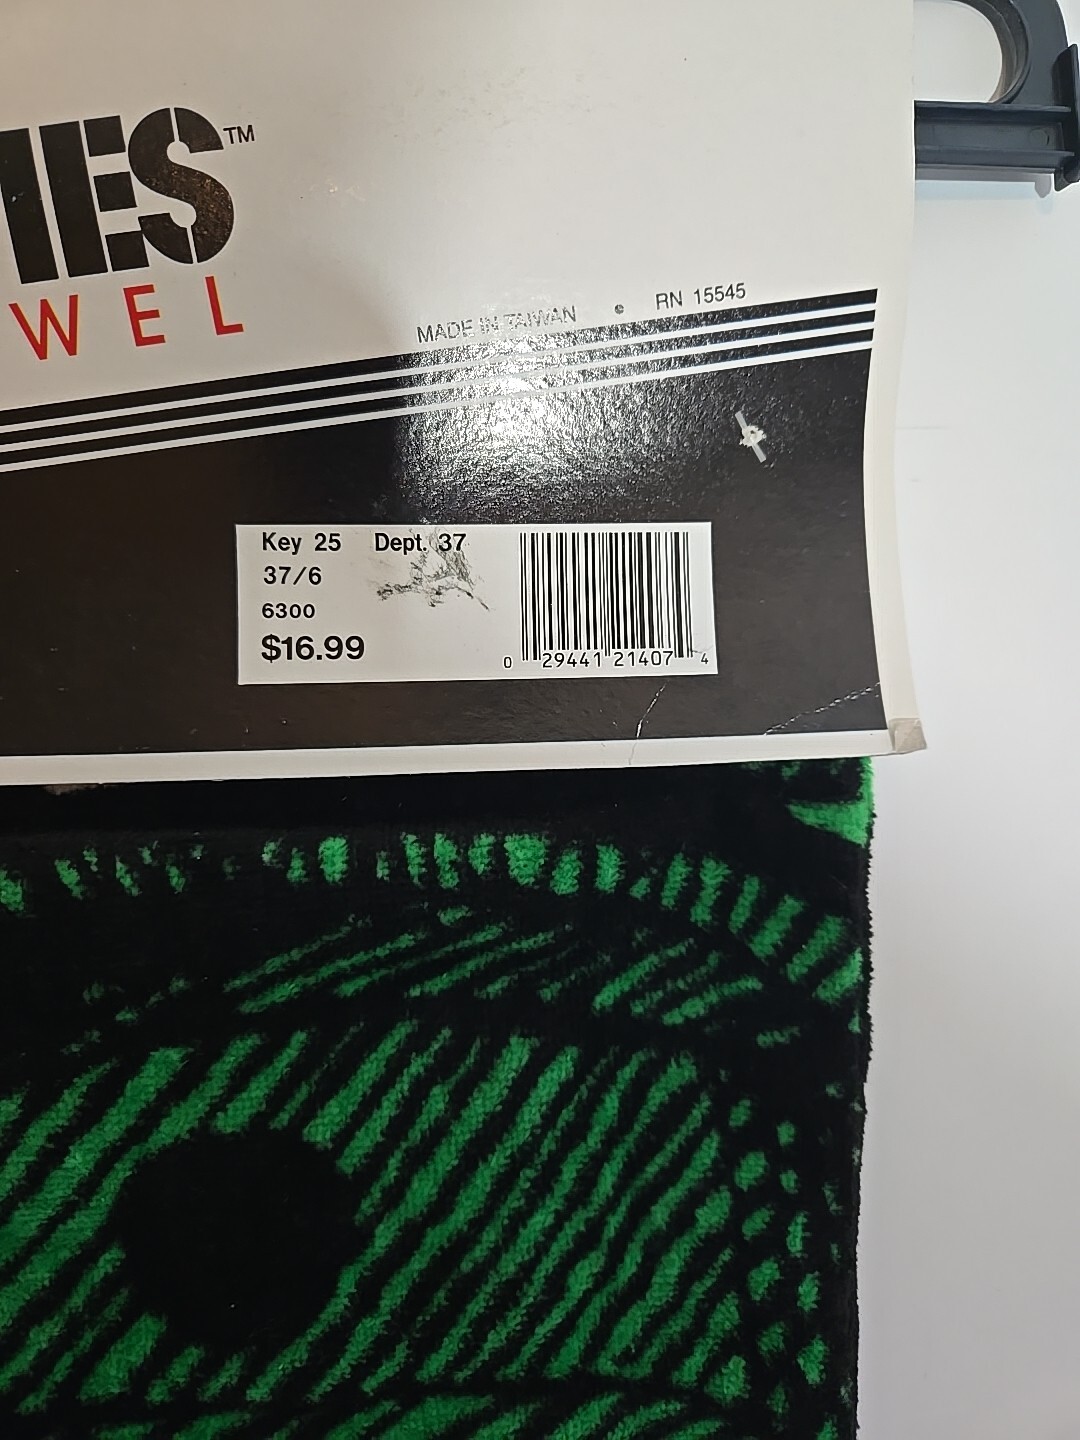 IES™
WEL
MADE IN TAIWAN • RN 15545
Key 25 Dept. 37
37/6
6300
$16.99
0 29441 21407 4